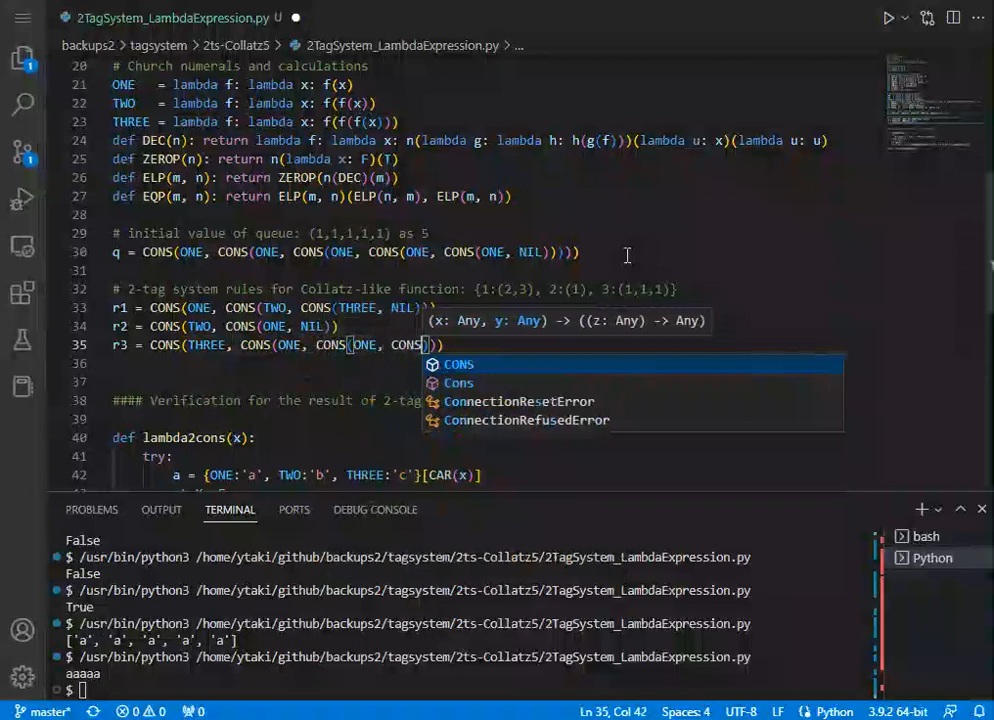 2TagSystem_LambdaExpression.py U
backups2 > tagsystem > 2ts-Collatz5 > 2TagSystem_LambdaExpression.py > ...
20 # Church numerals and calculations
21 ONE   = lambda f: lambda x: f(x)
22 TWO   = lambda f: lambda x: f(f(x))
23 THREE = lambda f: lambda x: f(f(f(x)))
24 def DEC(n): return lambda f: lambda x: n(lambda g: lambda h: h(g(f)))(lambda u: x)(lambda u: u)
25 def ZEROP(n): return n(lambda x: F)(T)
26 def ELP(m, n): return ZEROP(n(DEC)(m))
27 def EQP(m, n): return ELP(m, n)(ELP(n, m), ELP(m, n))
28
29 # initial value of queue: (1,1,1,1,1) as 5
30 q = CONS(ONE, CONS(ONE, CONS(ONE, CONS(ONE, CONS(ONE, NIL)))))
31
32 # 2-tag system rules for Collatz-like function: {1:(2,3), 2:(1), 3:(1,1,1)}
33 r1 = CONS(ONE, CONS(TWO, CONS(THREE, NIL)))
(x: Any, y: Any) -> ((z: Any) -> Any)
34 r2 = CONS(TWO, CONS(ONE, NIL))
35 r3 = CONS(THREE, CONS(ONE, CONS(ONE, CONS)))
36
CONS
37
Cons
38 #### Verification for the result of 2-tag
ConnectionResetError
39
ConnectionRefusedError
40 def lambda2cons(x):
41 try:
42 a = {ONE:'a', TWO:'b', THREE:'c'}[CAR(x)]
PROBLEMS OUTPUT TERMINAL PORTS DEBUG CONSOLE
bash
Python
False
$ /usr/bin/python3 /home/ytaki/github/backups2/tagsystem/2ts-Collatz5/2TagSystem_LambdaExpression.py
False
$ /usr/bin/python3 /home/ytaki/github/backups2/tagsystem/2ts-Collatz5/2TagSystem_LambdaExpression.py
True
$ /usr/bin/python3 /home/ytaki/github/backups2/tagsystem/2ts-Collatz5/2TagSystem_LambdaExpression.py
['a', 'a', 'a', 'a', 'a']
$ /usr/bin/python3 /home/ytaki/github/backups2/tagsystem/2ts-Collatz5/2TagSystem_LambdaExpression.py
aaaaa
$
master* 0 0 0 Ln 35, Col 42 Spaces: 4 UTF-8 LF Python 3.9.2 64-bit